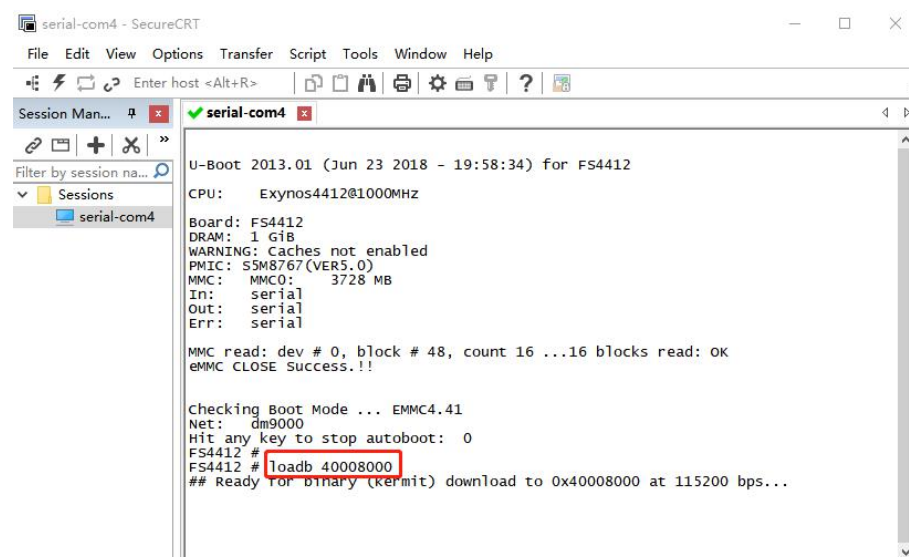 serial-com4 - SecureCRT
File Edit View Options Transfer Script Tools Window Help
Enter host <Alt+R>
Session Man...
serial-com4
Filter by session na...
Sessions
serial-com4
U-Boot 2013.01 (Jun 23 2018 - 19:58:34) for FS4412
CPU: Exynos4412@1000MHz
Board: FS4412
DRAM: 1 GiB
WARNING: Caches not enabled
PMIC: S5M8767(VER5.0)
MMC: MMC0: 3728 MB
In: serial
Out: serial
Err: serial
MMC read: dev # 0, block # 48, count 16 ...16 blocks read: OK
eMMC CLOSE Success.!!
Checking Boot Mode ... EMMC4.41
Net: dm9000
Hit any key to stop autoboot: 0
FS4412 #
FS4412 # loadb 40008000
## Ready for binary (kermit) download to 0x40008000 at 115200 bps...